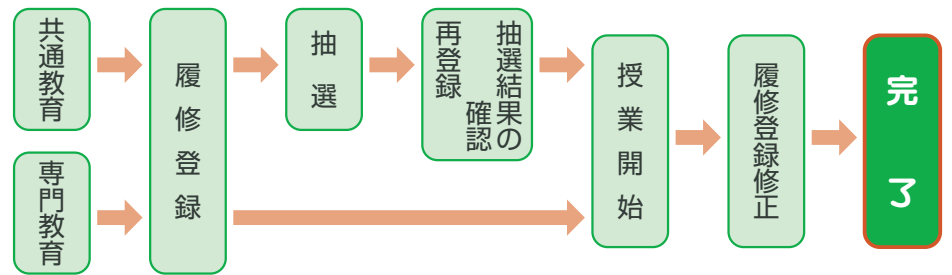 共通教育
専門教育
履修登録
抽選
抽選結果の
確認
再登録
授業開始
履修登録修正
完了